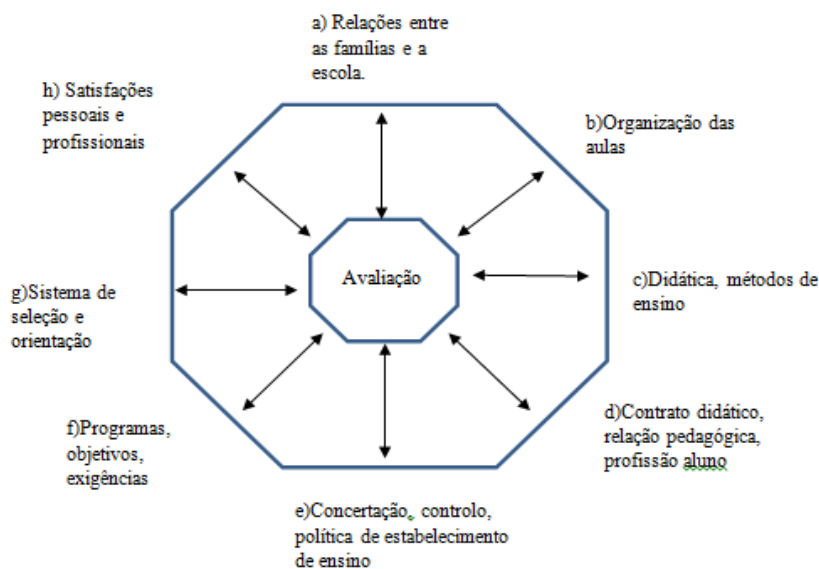 a) Relações entre
as famílias e a
escola.
h) Satisfações
pessoais e
profissionais
b)Organização das
aulas
Avaliação
c)Didática, métodos de
ensino
g)Sistema de
seleção e
orientação
d)Contrato didático,
relação pedagógica,
profissão aluno
f)Programas,
objetivos,
exigências
e)Concertação, controlo,
política de estabelecimento
de ensino